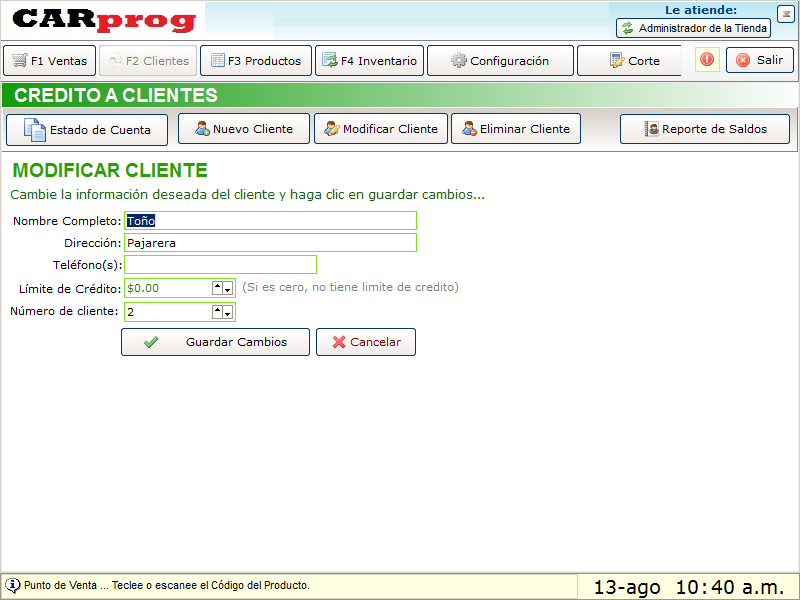 CARprog
Le atiende:
Administrador de la Tienda
F1 Ventas F2 Clientes F3 Productos F4 Inventario Configuración Corte Salir
CREDITO A CLIENTES
Estado de Cuenta Nuevo Cliente Modificar Cliente Eliminar Cliente Reporte de Saldos
MODIFICAR CLIENTE
Cambie la información deseada del cliente y haga clic en guardar cambios...
Nombre Completo: Toño
Dirección: Pajarera
Teléfono(s):
Límite de Crédito: $0.00 (Si es cero, no tiene limite de credito)
Número de cliente: 2
Guardar Cambios Cancelar
Punto de Venta ... Teclee o escanee el Código del Producto. 13-ago 10:40 a.m.